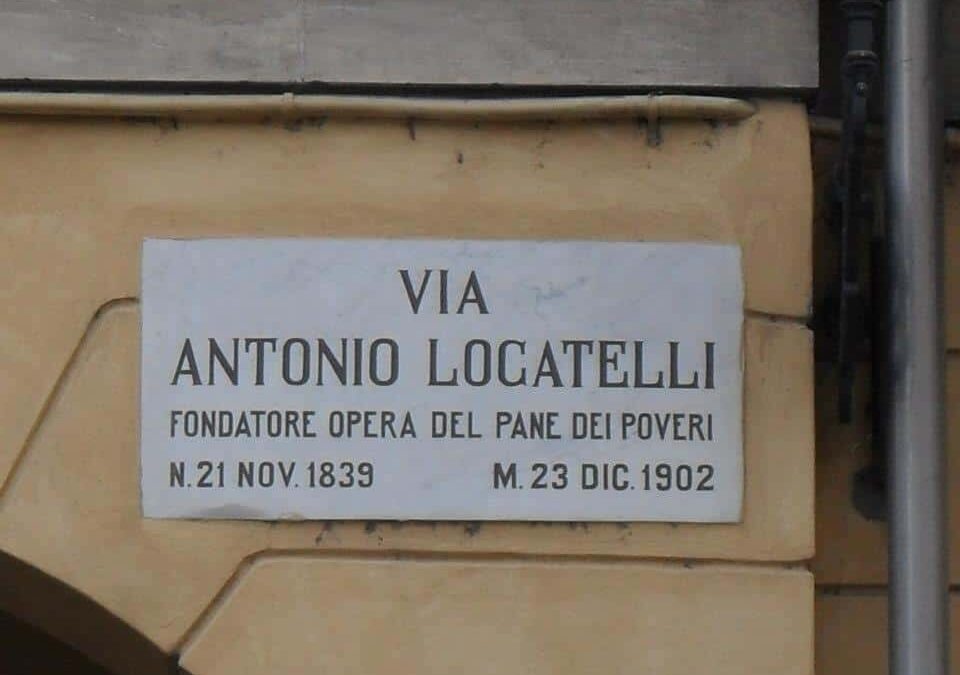 VIA
ANTONIO LOCATELLI
FONDATORE OPERA DEL PANE DEI POVERI
N. 21 NOV. 1839 M. 23 DIC. 1902